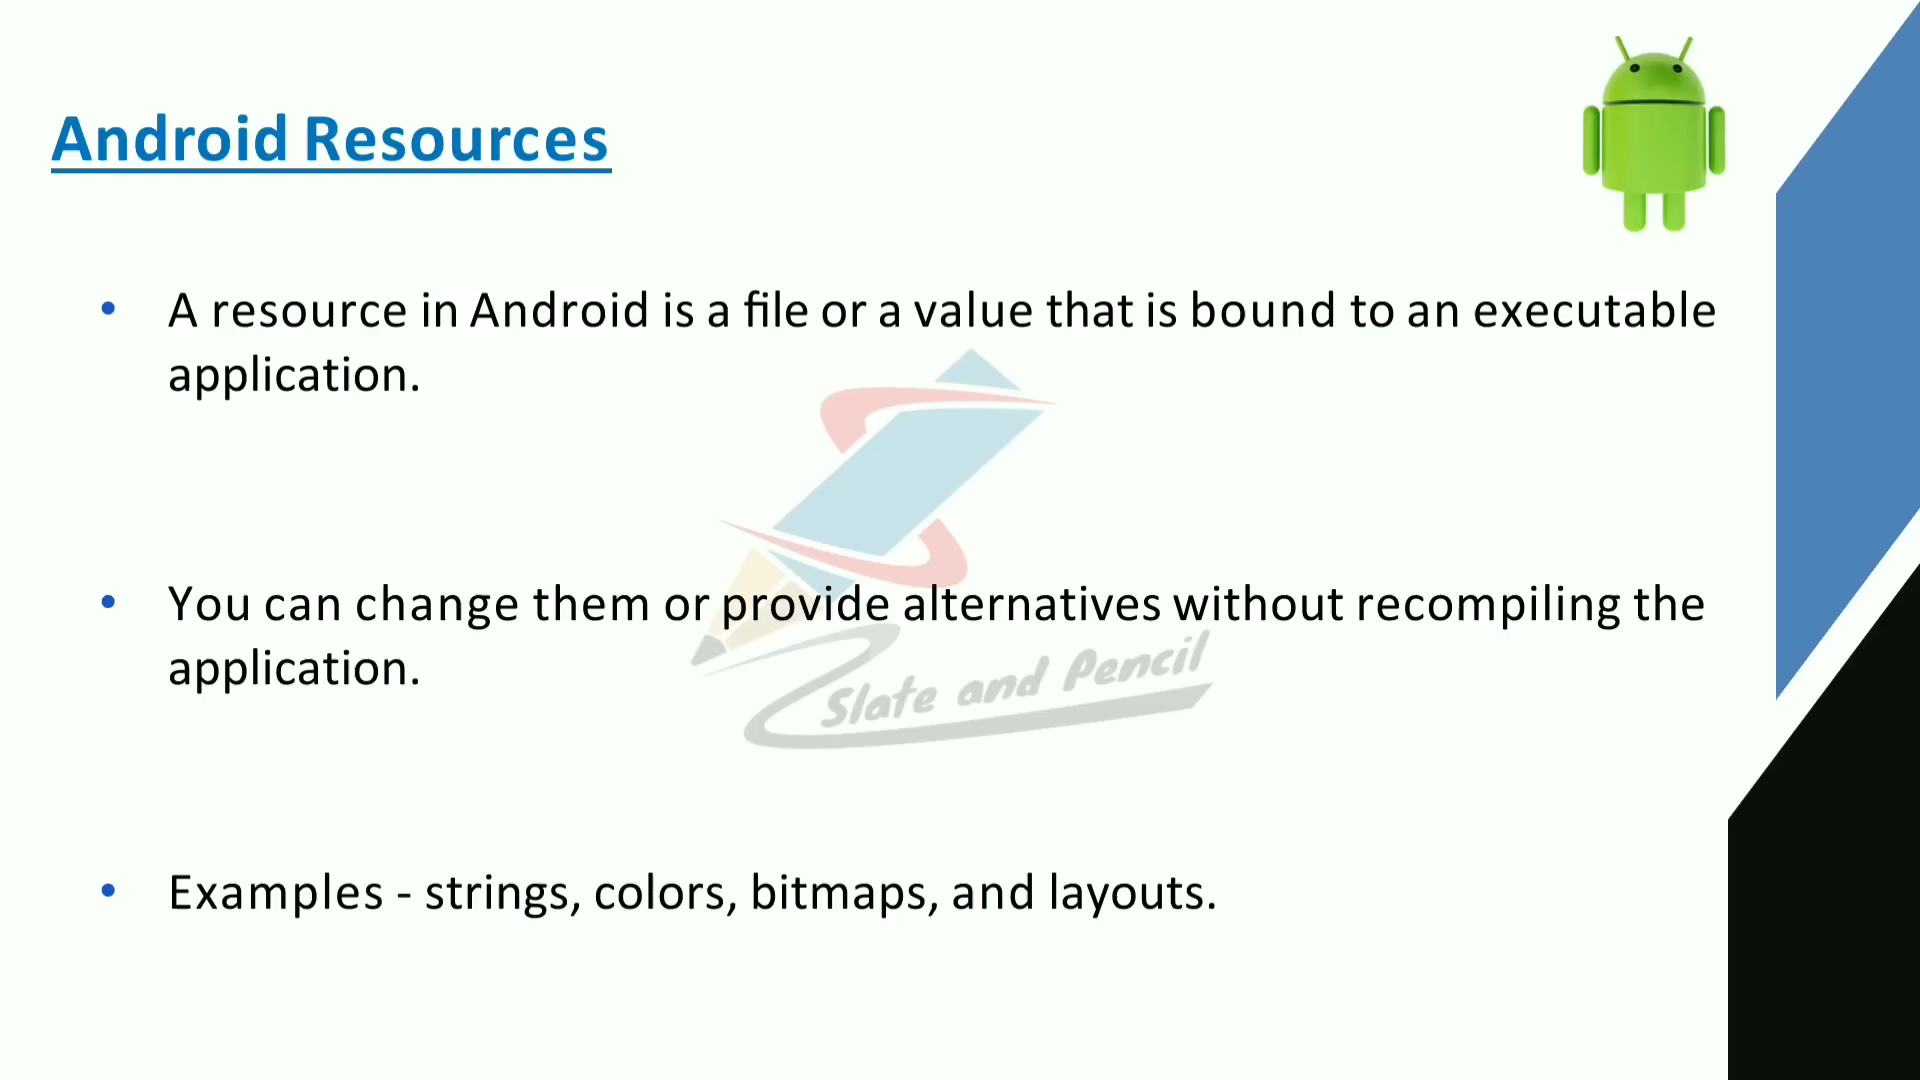 Android Resources
• A resource in Android is a file or a value that is bound to an executable
application.
• You can change them or provide alternatives without recompiling the
application.
Slate and Pencil
• Examples - strings, colors, bitmaps, and layouts.